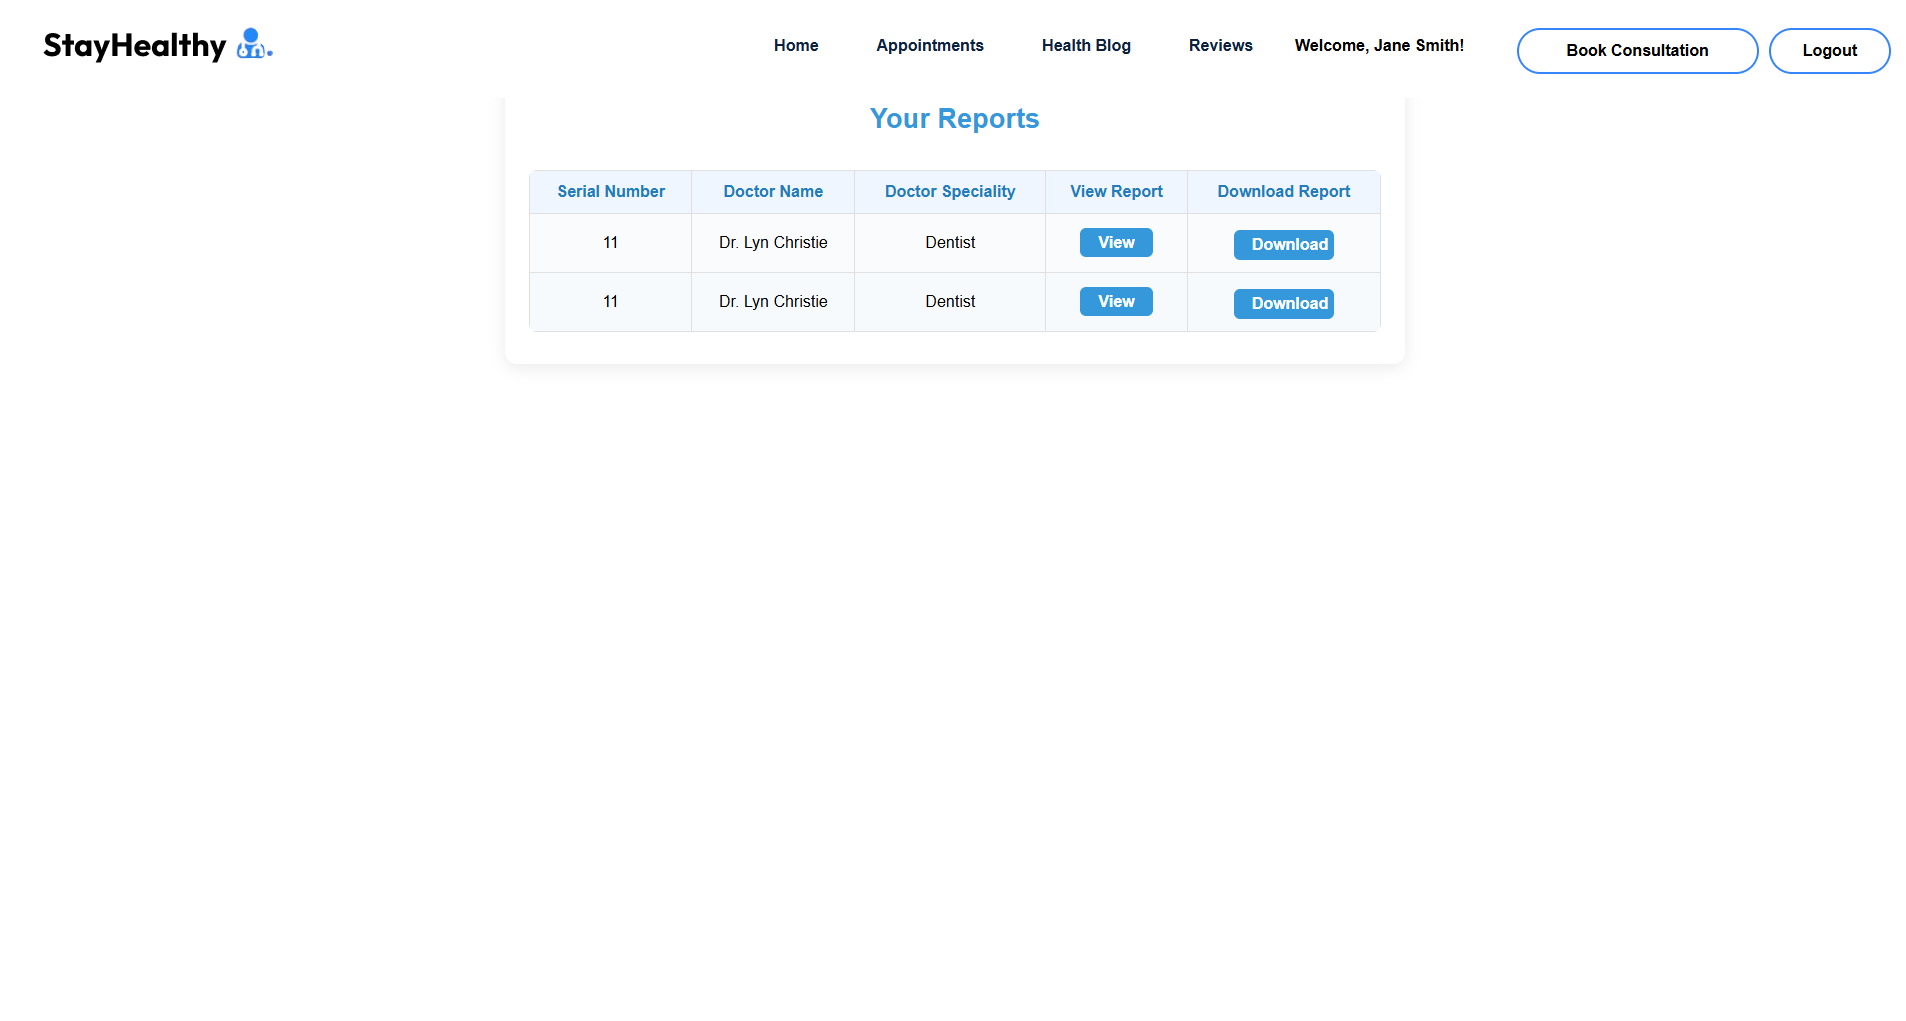 StayHealthy
Home Appointments Health Blog Reviews Welcome, Jane Smith! Book Consultation Logout
Your Reports
Serial Number Doctor Name Doctor Speciality View Report Download Report
11 Dr. Lyn Christie Dentist View Download
11 Dr. Lyn Christie Dentist View Download